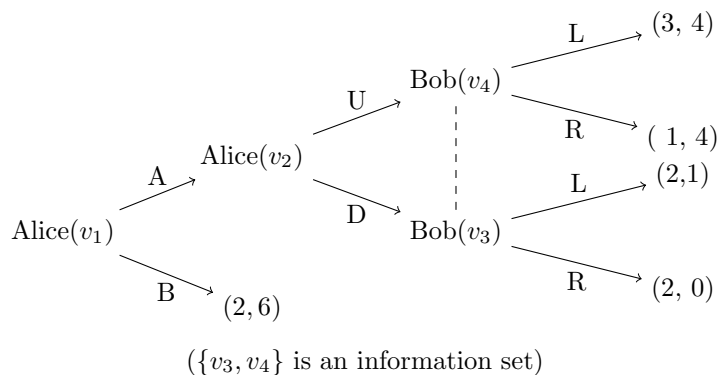 (3, 4)
L
Bob(v₄)
U
R
( 1, 4)
Alice(v₂)
A
L
(2,1)
D
Alice(v₁)
Bob(v₃)
B
R
(2, 0)
(2, 6)
({v₃, v₄} is an information set)